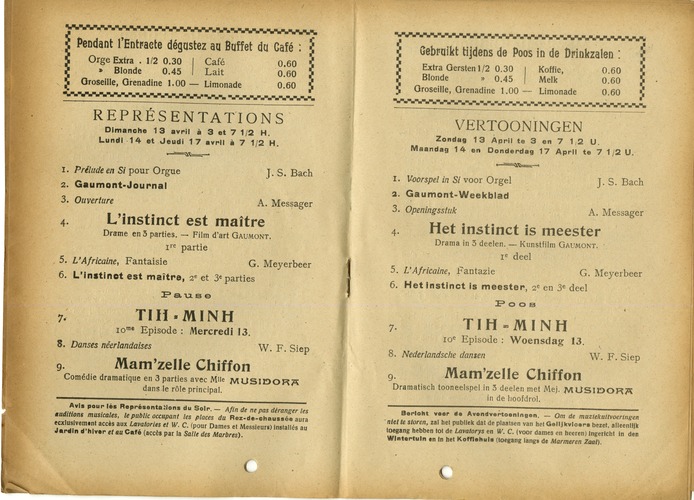 Pendant l'Entracte dégustez au Buffet du Café :
Orge Extra . 1/2 0.30 | Café 0.60
» Blonde 0.45 | Lait 0.60
Groseille, Grenadine 1.00 — Limonade 0.60
REPRÉSENTATIONS
Dimanche 13 avril à 3 et 7 1/2 H.
Lundi 14 et Jeudi 17 avril à 7 1/2 H.
1. Prélude en Si pour Orgue J. S. Bach
2. Gaumont-Journal
3. Ouverture A. Messager
4. L'instinct est maître
Drame en 3 parties. — Film d'art GAUMONT.
1re partie
5. L'Africaine, Fantaisie G. Meyerbeer
6. L'instinct est maître, 2e et 3e parties
Pause
7. TIH - MINH
10me Episode : Mercredi 13.
8. Danses néerlandaises W. F. Siep
9. Mam'zelle Chiffon
Comédie dramatique en 3 parties avec Mlle MUSIDORA
dans le rôle principal.
Avis pour les Représentations du Soir. — Afin de ne pas déranger les
auditions musicales, le public occupant les places du Rez-de-chaussée aura
exclusivement accès aux Lavatories et W. C. (pour Dames et Messieurs) installés au
Jardin d'hiver et au Café (accès par la Salle des Marbres).
Gebruikt tijdens de Poos in de Drinkzalen :
Extra Gersten 1/2 0.30 | Koffie, 0.60
Blonde » 0.45 | Melk 0.60
Groseille, Grenadine 1.00 — Limonade 0.60
VERTOONINGEN
Zondag 13 April te 3 en 7 1/2 U.
Maandag 14 en Donderdag 17 April te 7 1/2 U.
1. Voorspel in Si voor Orgel J. S. Bach
2. Gaumont-Weekblad
3. Openingsstuk A. Messager
4. Het instinct is meester
Drama in 3 deelen. — Kunstfilm GAUMONT.
1e deel
5. L'Africaine, Fantazie G. Meyerbeer
6. Het instinct is meester, 2e en 3e deel
Poos
7. TIH - MINH
10e Episode : Woensdag 13.
8. Nederlandsche dansen W. F. Siep
9. Mam'zelle Chiffon
Dramatisch tooneelspel in 3 deelen met Mej. MUSIDORA
in de hoofdrol.
Bericht voor de Avondvertooningen. — Om de muziekuitvoeringen
niet te storen, zal het publiek dat de plaatsen van het Gelijkvloers bezet, alleenlijk
toegang hebben tot de Lavatorys en W. C. (voor dames en heeren) ingericht in den
Wintertuin en in het Koffiehuis (toegang langs de Marmeren Zaal).